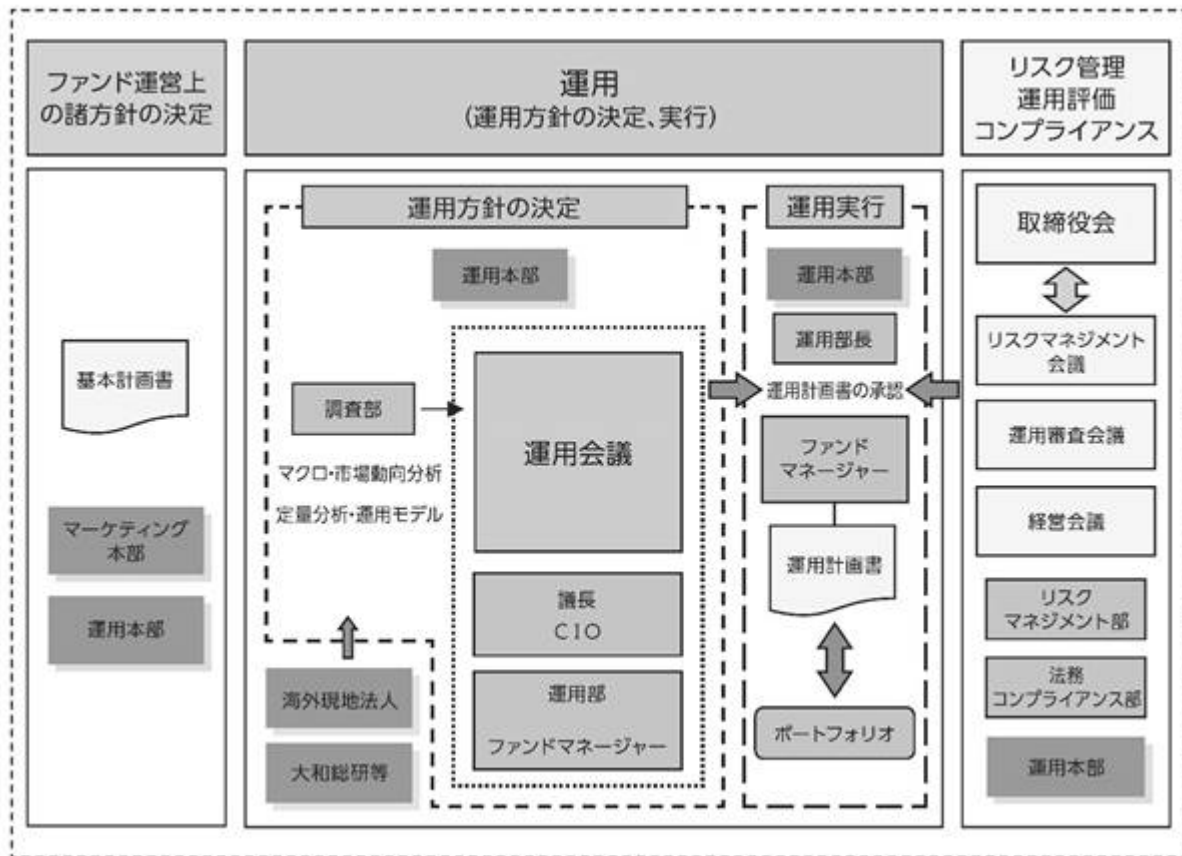 ファンド運営上
の諸方針の決定
運用
(運用方針の決定、実行)
リスク管理
運用評価
コンプライアンス
基本計画書
マーケティング
本部
運用本部
運用方針の決定
運用本部
調査部
マクロ・市場動向分析
定量分析・運用モデル
運用会議
議長
CIO
運用部
ファンドマネージャー
海外現地法人
大和総研等
運用実行
運用本部
運用部長
運用計画書の承認
ファンド
マネージャー
運用計画書
ポートフォリオ
取締役会
リスクマネジメント
会議
運用審査会議
経営会議
リスク
マネジメント部
法務
コンプライアンス部
運用本部